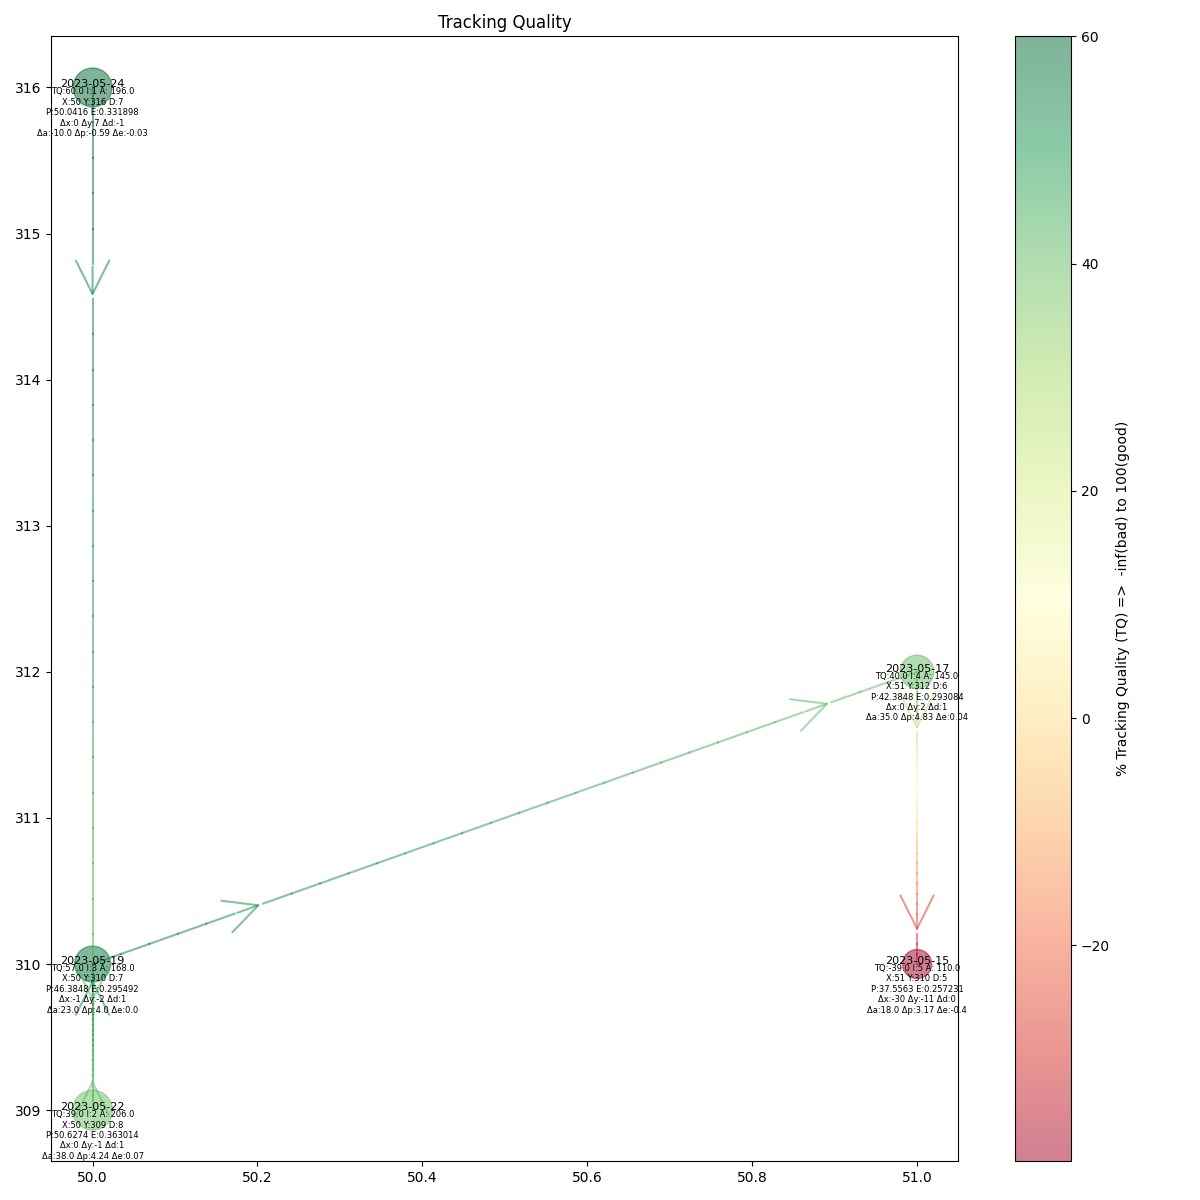 Tracking Quality
2023-05-24
TQ:60.0 I:1 A: 196.0
X:50 Y:316 D:7
P:50.0416 E:0.331898
Δx:0 Δy:7 Δd:-1
Δa:-10.0 Δp:-0.59 Δe:-0.03
2023-05-17
TQ:40.0 I:4 A: 145.0
X:51 Y:312 D:6
P:42.3848 E:0.293084
Δx:0 Δy:2 Δd:1
Δa:35.0 Δp:4.83 Δe:0.04
2023-05-19
TQ:57.0 I:3 A: 168.0
X:50 Y:310 D:7
P:46.3848 E:0.295492
Δx:-1 Δy:-2 Δd:1
Δa:23.0 Δp:4.0 Δe:0.0
2023-05-15
TQ:-39.0 I:5 A: 110.0
X:51 Y:310 D:5
P:37.5563 E:0.257231
Δx:-30 Δy:-11 Δd:0
Δa:18.0 Δp:3.17 Δe:-0.4
2023-05-22
TQ:39.0 I:2 A: 206.0
X:50 Y:309 D:8
P:50.6274 E:0.363014
Δx:0 Δy:-1 Δd:1
Δa:38.0 Δp:4.24 Δe:0.07
316
315
314
313
312
311
310
309
50.0
50.2
50.4
50.6
50.8
51.0
60
40
20
0
−20
% Tracking Quality (TQ) => -inf(bad) to 100(good)